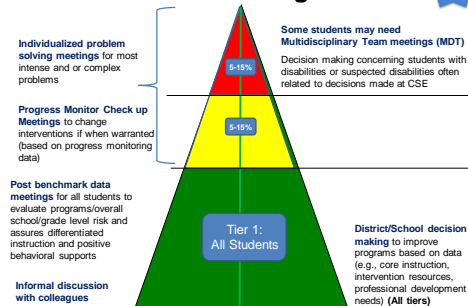 Individualized problem
solving meetings for most
intense and or complex
problems
Progress Monitor Check up
Meetings to change
interventions if when warranted
(based on progress monitoring
data)
Post benchmark data
meetings for all students to
evaluate programs/overall
school/grade level risk and
assures differentiated
instruction and positive
behavioral supports
Informal discussion
with colleagues
5-15%
5-15%
Tier 1:
All Students
Some students may need
Multidisciplinary Team meetings (MDT)
Decision making concerning students with
disabilities or suspected disabilities often
related to decisions made at CSE
District/School decision
making to improve
programs based on data
(e.g., core instruction,
intervention resources,
professional development
needs) (All tiers)